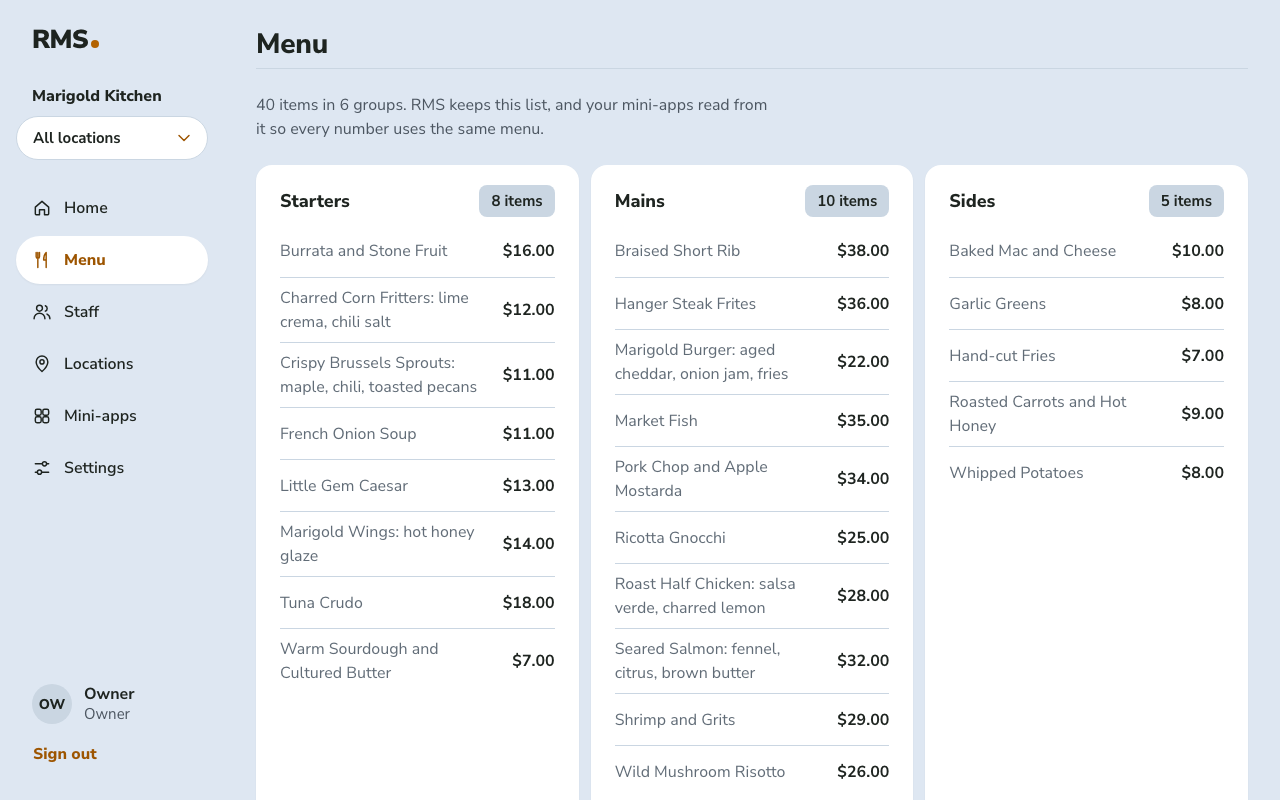 RMS.
Marigold Kitchen
All locations
Home
Menu
Staff
Locations
Mini-apps
Settings
OW
Owner
Owner
Sign out
Menu
40 items in 6 groups. RMS keeps this list, and your mini-apps read from
it so every number uses the same menu.
Starters 8 items
Burrata and Stone Fruit $16.00
Charred Corn Fritters: lime
crema, chili salt $12.00
Crispy Brussels Sprouts:
maple, chili, toasted pecans $11.00
French Onion Soup $11.00
Little Gem Caesar $13.00
Marigold Wings: hot honey
glaze $14.00
Tuna Crudo $18.00
Warm Sourdough and
Cultured Butter $7.00
Mains 10 items
Braised Short Rib $38.00
Hanger Steak Frites $36.00
Marigold Burger: aged
cheddar, onion jam, fries $22.00
Market Fish $35.00
Pork Chop and Apple
Mostarda $34.00
Ricotta Gnocchi $25.00
Roast Half Chicken: salsa
verde, charred lemon $28.00
Seared Salmon: fennel,
citrus, brown butter $32.00
Shrimp and Grits $29.00
Wild Mushroom Risotto $26.00
Sides 5 items
Baked Mac and Cheese $10.00
Garlic Greens $8.00
Hand-cut Fries $7.00
Roasted Carrots and Hot
Honey $9.00
Whipped Potatoes $8.00